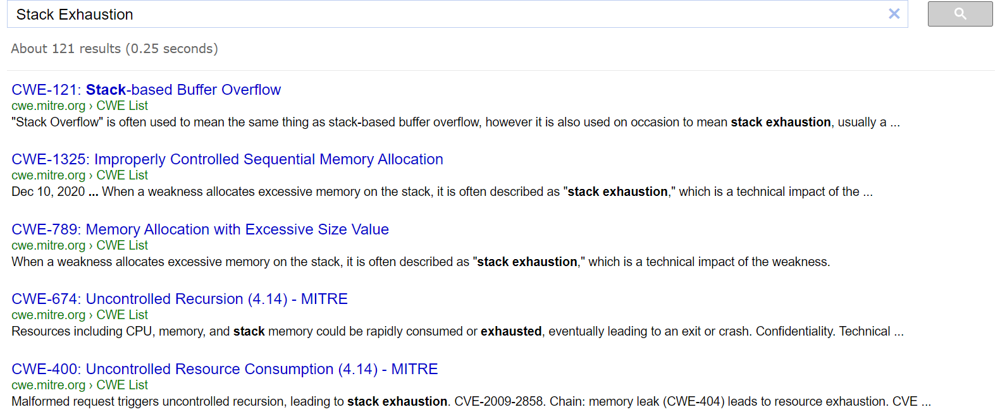 Stack Exhaustion
About 121 results (0.25 seconds)
CWE-121: Stack-based Buffer Overflow
cwe.mitre.org › CWE List
"Stack Overflow" is often used to mean the same thing as stack-based buffer overflow, however it is also used on occasion to mean stack exhaustion, usually a ...
CWE-1325: Improperly Controlled Sequential Memory Allocation
cwe.mitre.org › CWE List
Dec 10, 2020 ... When a weakness allocates excessive memory on the stack, it is often described as "stack exhaustion," which is a technical impact of the ...
CWE-789: Memory Allocation with Excessive Size Value
cwe.mitre.org › CWE List
When a weakness allocates excessive memory on the stack, it is often described as "stack exhaustion," which is a technical impact of the weakness.
CWE-674: Uncontrolled Recursion (4.14) - MITRE
cwe.mitre.org › CWE List
Resources including CPU, memory, and stack memory could be rapidly consumed or exhausted, eventually leading to an exit or crash. Confidentiality. Technical ...
CWE-400: Uncontrolled Resource Consumption (4.14) - MITRE
cwe.mitre.org › CWE List
Malformed request triggers uncontrolled recursion, leading to stack exhaustion. CVE-2009-2858. Chain: memory leak (CWE-404) leads to resource exhaustion. CVE ...